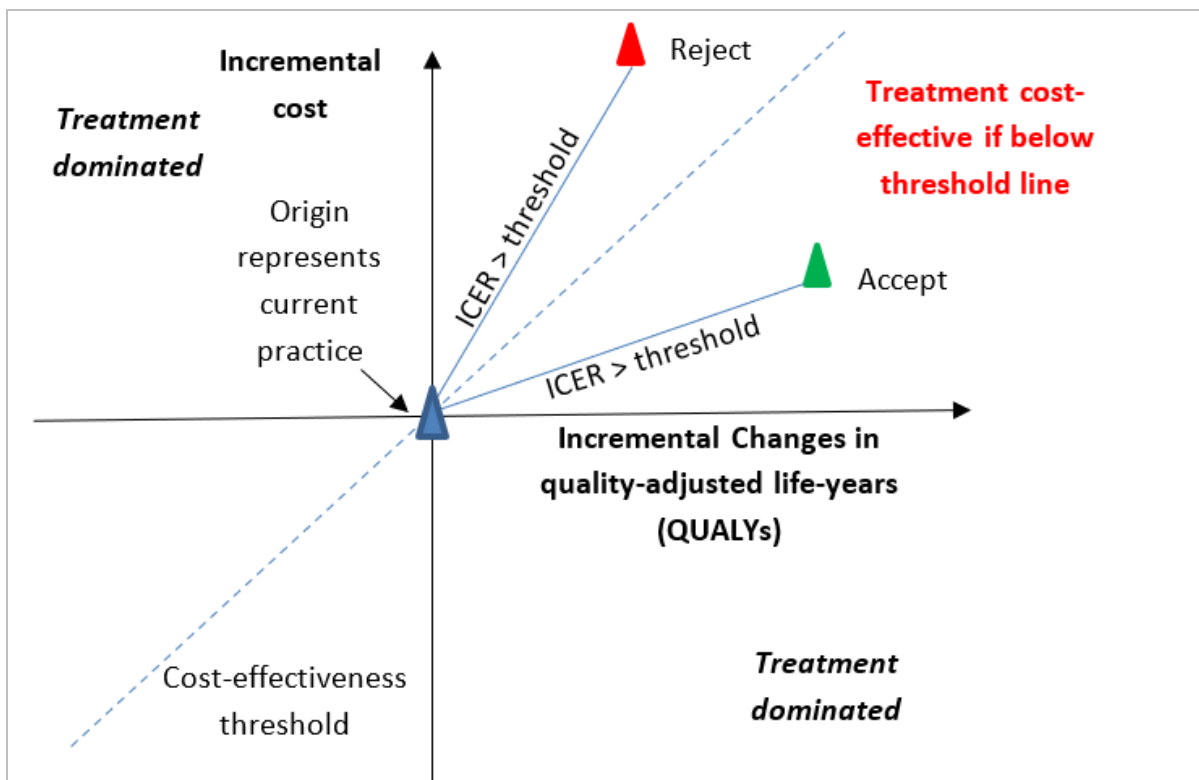 Incremental
cost
Treatment
dominated
Origin
represents
current
practice
Reject
ICER > threshold
Treatment cost-
effective if below
threshold line
Accept
ICER > threshold
Incremental Changes in
quality-adjusted life-years
(QUALYs)
Cost-effectiveness
threshold
Treatment
dominated